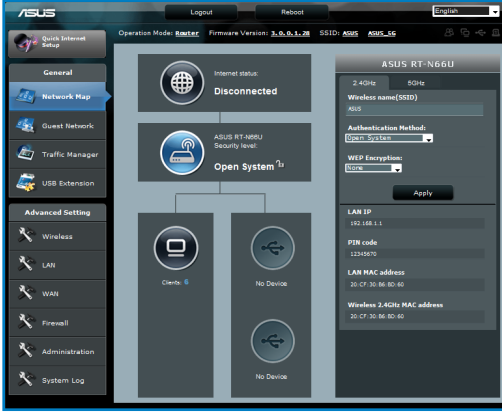 ASUS
Logout
Reboot
English
Quick Internet
Setup
Operation Mode: Router Firmware Version: 3.0.0.1.28 SSID: ASUS ASUS_5G
General
Network Map
Guest Network
Traffic Manager
USB Extension
Advanced Setting
Wireless
LAN
WAN
Firewall
Administration
System Log
Internet status:
Disconnected
ASUS RT-N66U
Security level:
Open System
Clients: 6
No Device
No Device
ASUS RT-N66U
2.4GHz 5GHz
Wireless name(SSID)
ASUS
Authentication Method:
Open System
WEP Encryption:
None
Apply
LAN IP
192.168.1.1
PIN code
12345670
LAN MAC address
20:CF:30:B6:BD:60
Wireless 2.4GHz MAC address
20:CF:30:B6:BD:60